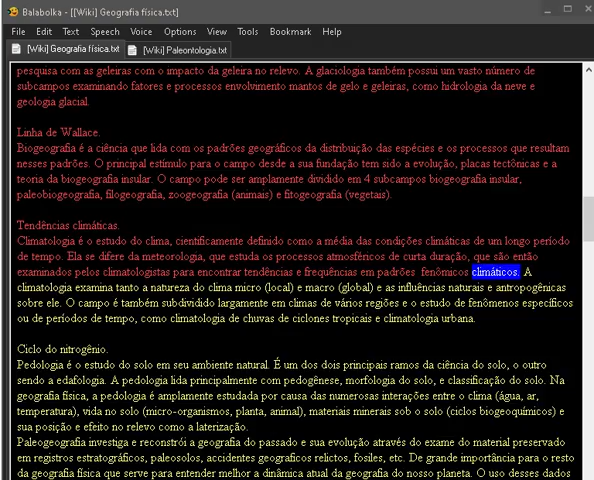 Balabolka - [[Wiki] Geografia física.txt]
File Edit Text Speech Voice Options View Tools Bookmark Help
[Wiki] Geografia física.txt [Wiki] Paleontologia.txt
pesquisa com as geleiras com o impacto da geleira no relevo. A glaciologia também possui um vasto número de
subcampos examinando fatores e processos envolvimento mantos de gelo e geleiras, como hidrologia da neve e
geologia glacial.
Linha de Wallace.
Biogeografia é a ciência que lida com os padrões geográficos da distribuição das espécies e os processos que resultam
nesses padrões. O principal estímulo para o campo desde a sua fundação tem sido a evolução, placas tectônicas e a
teoria da biogeografia insular. O campo pode ser amplamente dividido em 4 subcampos biogeografia insular,
paleobiogeografia, filogeografia, zoogeografia (animais) e fitogeografia (vegetais).
Tendências climáticas.
Climatologia é o estudo do clima, cientificamente definido como a média das condições climáticas de um longo período
de tempo. Ela se difere da meteorologia, que estuda os processos atmosféricos de curta duração, que são então
examinados pelos climatologistas para encontrar tendências e frequências em padrões fenômicos climáticos. A
climatologia examina tanto a natureza do clima micro (local) e macro (global) e as influências naturais e antropogênicas
sobre ele. O campo é também subdividido largamente em climas de vários regiões e o estudo de fenômenos específicos
ou de períodos de tempo, como climatologia de chuvas de ciclones tropicais e climatologia urbana.
Ciclo do nitrogênio.
Pedologia é o estudo do solo em seu ambiente natural. É um dos dois principais ramos da ciência do solo, o outro
sendo a edafologia. A pedologia lida principalmente com pedogênese, morfologia do solo, e classificação do solo. Na
geografia física, a pedologia é amplamente estudada por causa das numerosas interações entre o clima (água, ar,
temperatura), vida no solo (micro-organismos, planta, animal), materiais minerais sob o solo (ciclos biogeoquímicos) e
sua posição e efeito no relevo como a laterização.
Paleogeografia investiga e reconstrói a geografia do passado e sua evolução através do exame do material preservado
em registros estratográficos, paleosolos, accidentes geograficos relictos, fosiles, etc. De grande importância para o resto
da geografia física que serve para entender melhor a dinâmica atual da geografia do nosso planeta. O uso desses dados